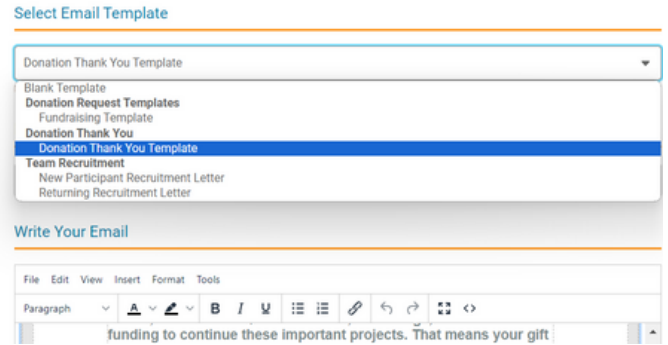 Select Email Template
Donation Thank You Template
Blank Template
Donation Request Templates
Fundraising Template
Donation Thank You
Donation Thank You Template
Team Recruitment
New Participant Recruitment Letter
Returning Recruitment Letter
Write Your Email
File Edit View Insert Format Tools
Paragraph A B I U
funding to continue these important projects. That means your gift